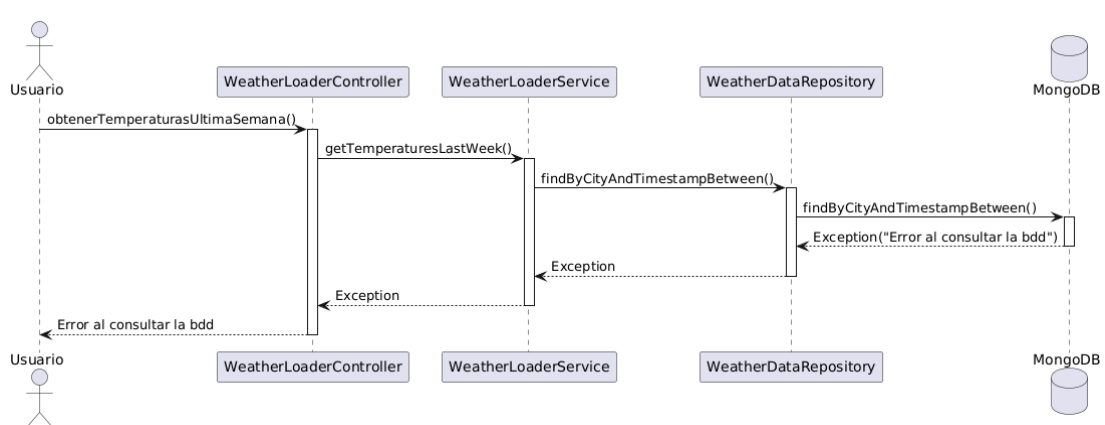 Usuario
WeatherLoaderController
WeatherLoaderService
WeatherDataRepository
MongoDB
obtenerTemperaturasUltimaSemana()
getTemperaturesLastWeek()
findByCityAndTimestampBetween()
findByCityAndTimestampBetween()
Exception("Error al consultar la bdd")
Exception
Exception
Error al consultar la bdd
Usuario
WeatherLoaderController
WeatherLoaderService
WeatherDataRepository
MongoDB